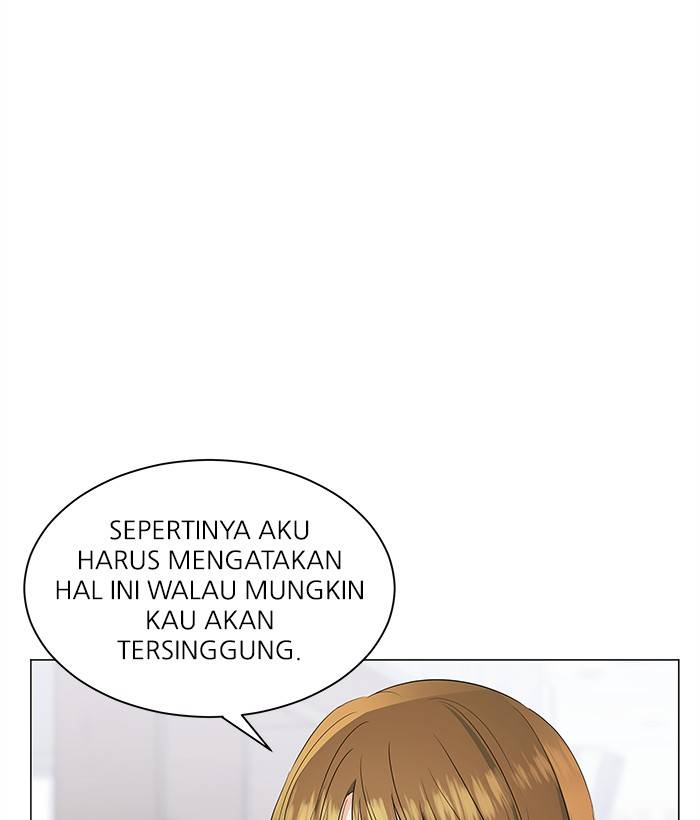 SEPERTINYA AKU
HARUS MENGATAKAN
HAL INI WALAU MUNGKIN
KAU AKAN
TERSINGGUNG.